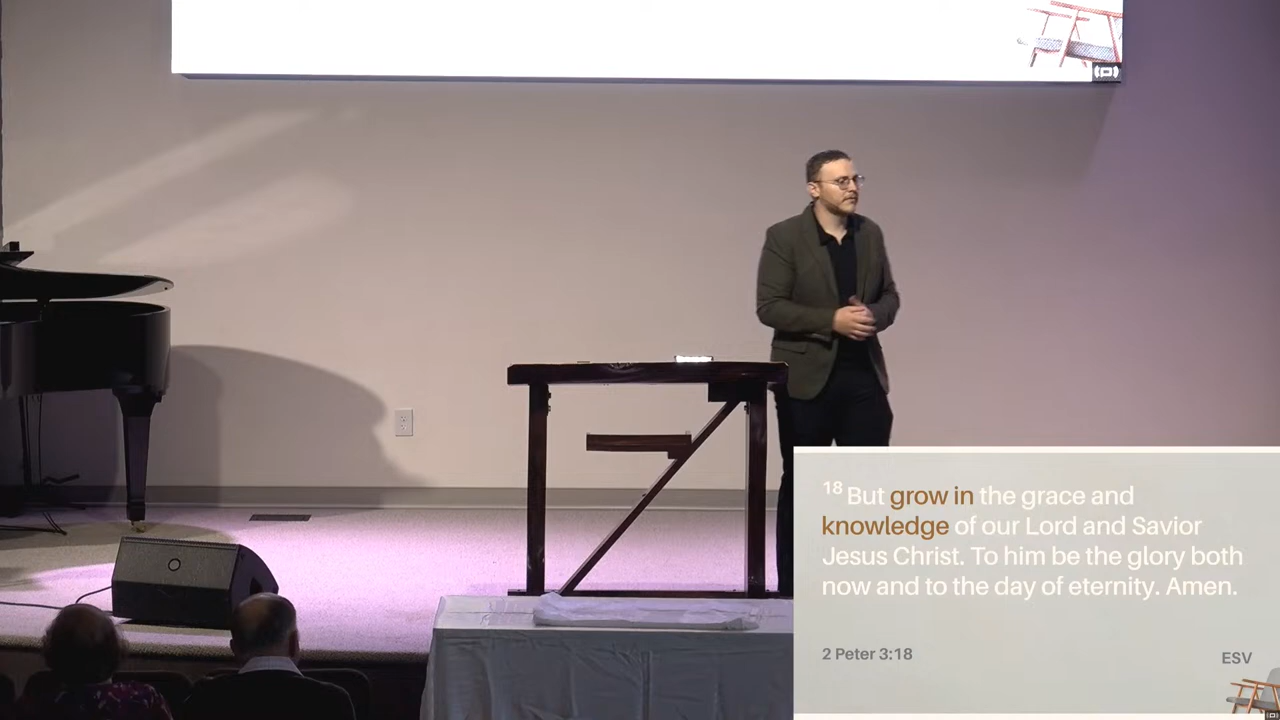 18 But grow in the grace and
knowledge of our Lord and Savior
Jesus Christ. To him be the glory both
now and to the day of eternity. Amen.
2 Peter 3:18
ESV